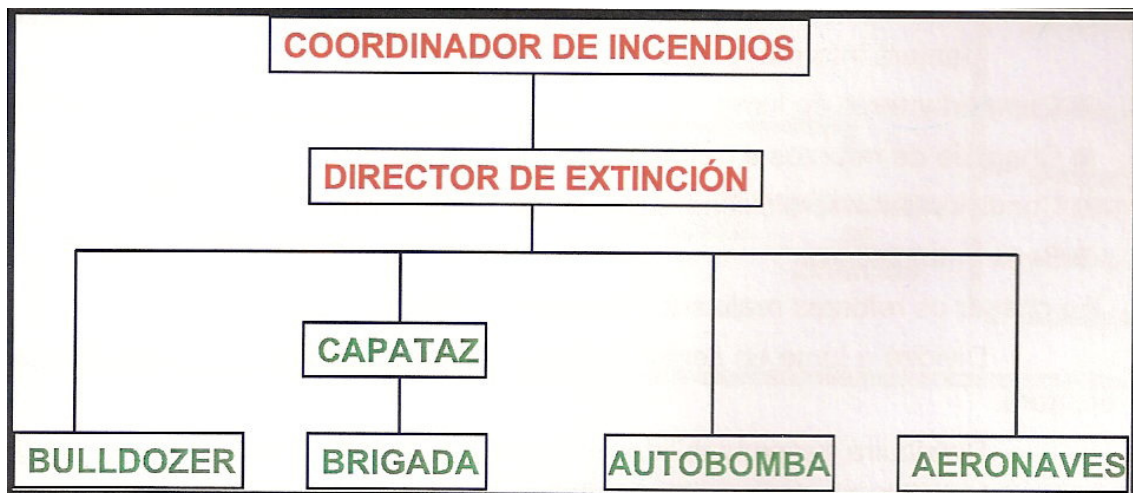 COORDINADOR DE INCENDIOS
DIRECTOR DE EXTINCIÓN
CAPATAZ
BULLDOZER
BRIGADA
AUTOBOMBA
AERONAVES